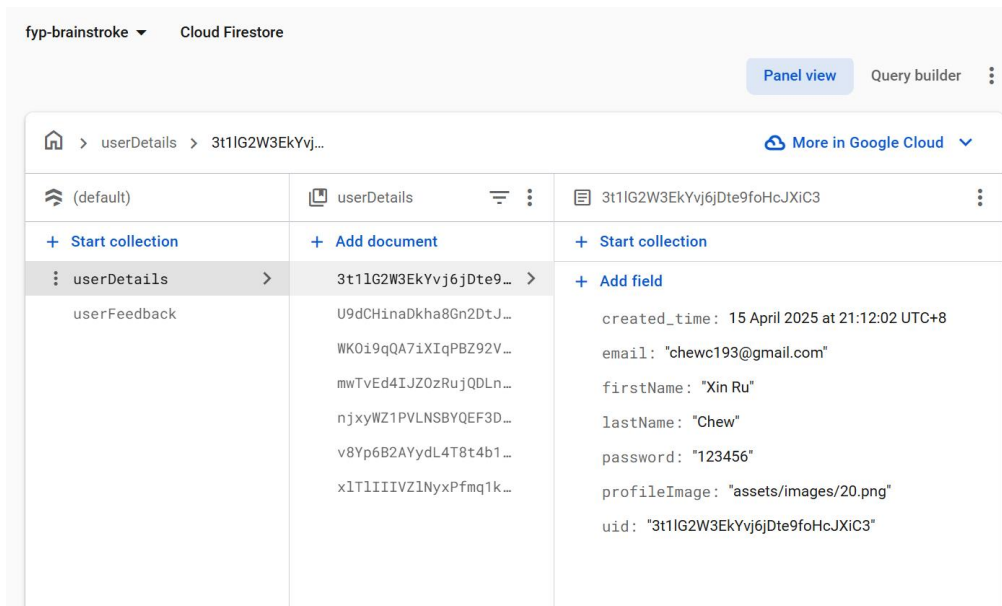 fyp-brainstroke Cloud Firestore
Panel view Query builder
userDetails > 3t1lG2W3EkYvj...
More in Google Cloud
(default)
userDetails
3t1lG2W3EkYvj6jDte9foHcJXiC3
+ Start collection
+ Add document
+ Start collection
userDetails
userFeedback
3t1lG2W3EkYvj6jDte9…
U9dCHinaDkha8Gn2DtJ…
WKOi9qQA7iXIqPBZ92V…
mwTvEd4IJZOzRujQDLn…
njxyWZ1PVLNSBYQEF3D…
v8Yp6B2AYydL4T8t4b1…
xlTlIIIVZlNyxPfmq1k…
+ Add field
created_time: 15 April 2025 at 21:12:02 UTC+8
email: "chewc193@gmail.com"
firstName: "Xin Ru"
lastName: "Chew"
password: "123456"
profileImage: "assets/images/20.png"
uid: "3t1lG2W3EkYvj6jDte9foHcJXiC3"